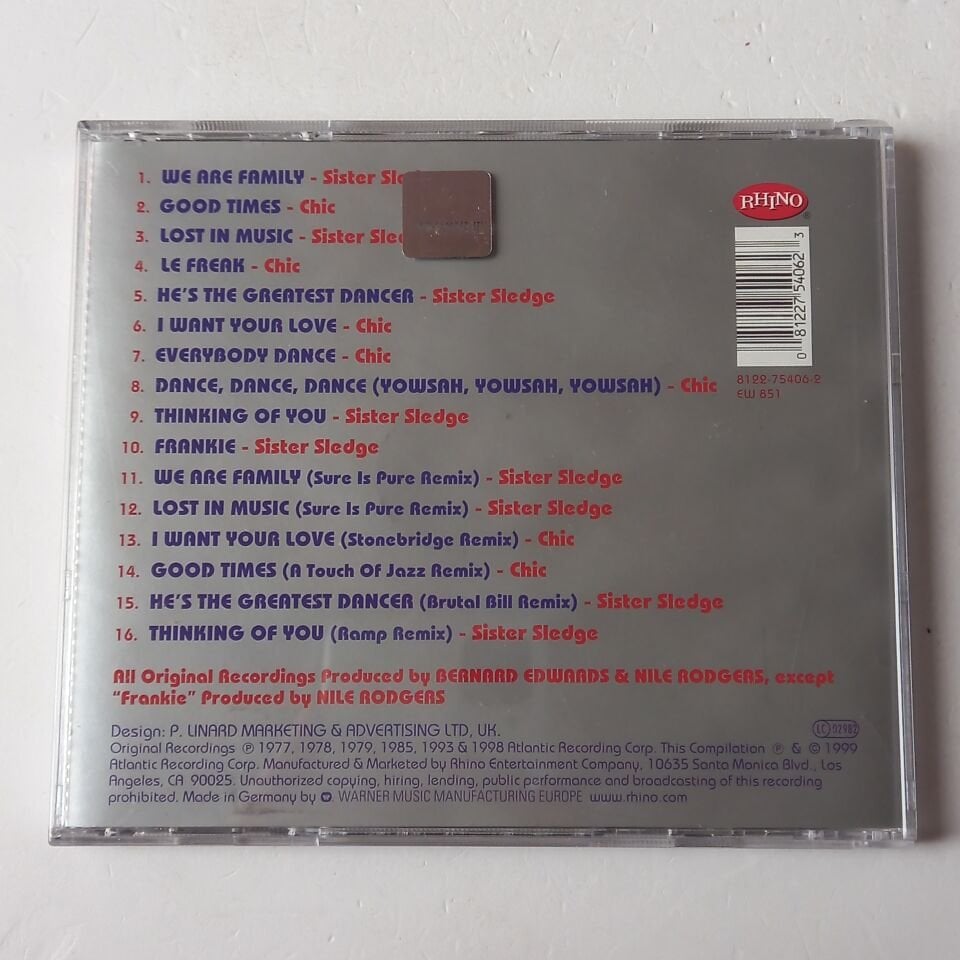 1. WE ARE FAMILY - Sister Sle
2. GOOD TIMES - Chic
3. LOST IN MUSIC - Sister Sled
4. LE FREAK - Chic
5. HE'S THE GREATEST DANCER - Sister Sledge
6. I WANT YOUR LOVE - Chic
7. EVERYBODY DANCE - Chic
8. DANCE, DANCE, DANCE (YOWSAH, YOWSAH, YOWSAH) - Chic
9. THINKING OF YOU - Sister Sledge
10. FRANKIE - Sister Sledge
11. WE ARE FAMILY (Sure Is Pure Remix) - Sister Sledge
12. LOST IN MUSIC (Sure Is Pure Remix) - Sister Sledge
13. I WANT YOUR LOVE (Stonebridge Remix) - Chic
14. GOOD TIMES (A Touch Of Jazz Remix) - Chic
15. HE'S THE GREATEST DANCER (Brutal Bill Remix) - Sister Sledge
16. THINKING OF YOU (Ramp Remix) - Sister Sledge
RHINO ®
0 81227 54062 3
8122-75406-2
EW 851
All Original Recordings Produced by BERNARD EDWARDS & NILE RODGERS, except
"Frankie" Produced by NILE RODGERS
LC 02982
Design: P. LINARD MARKETING & ADVERTISING LTD, UK.
Original Recordings ℗ 1977, 1978, 1979, 1985, 1993 & 1998 Atlantic Recording Corp. This Compilation ℗ & © 1999
Atlantic Recording Corp. Manufactured & Marketed by Rhino Entertainment Company, 10635 Santa Monica Blvd., Los
Angeles, CA 90025. Unauthorized copying, hiring, lending, public performance and broadcasting of this recording
prohibited. Made in Germany by WARNER MUSIC MANUFACTURING EUROPE www.rhino.com